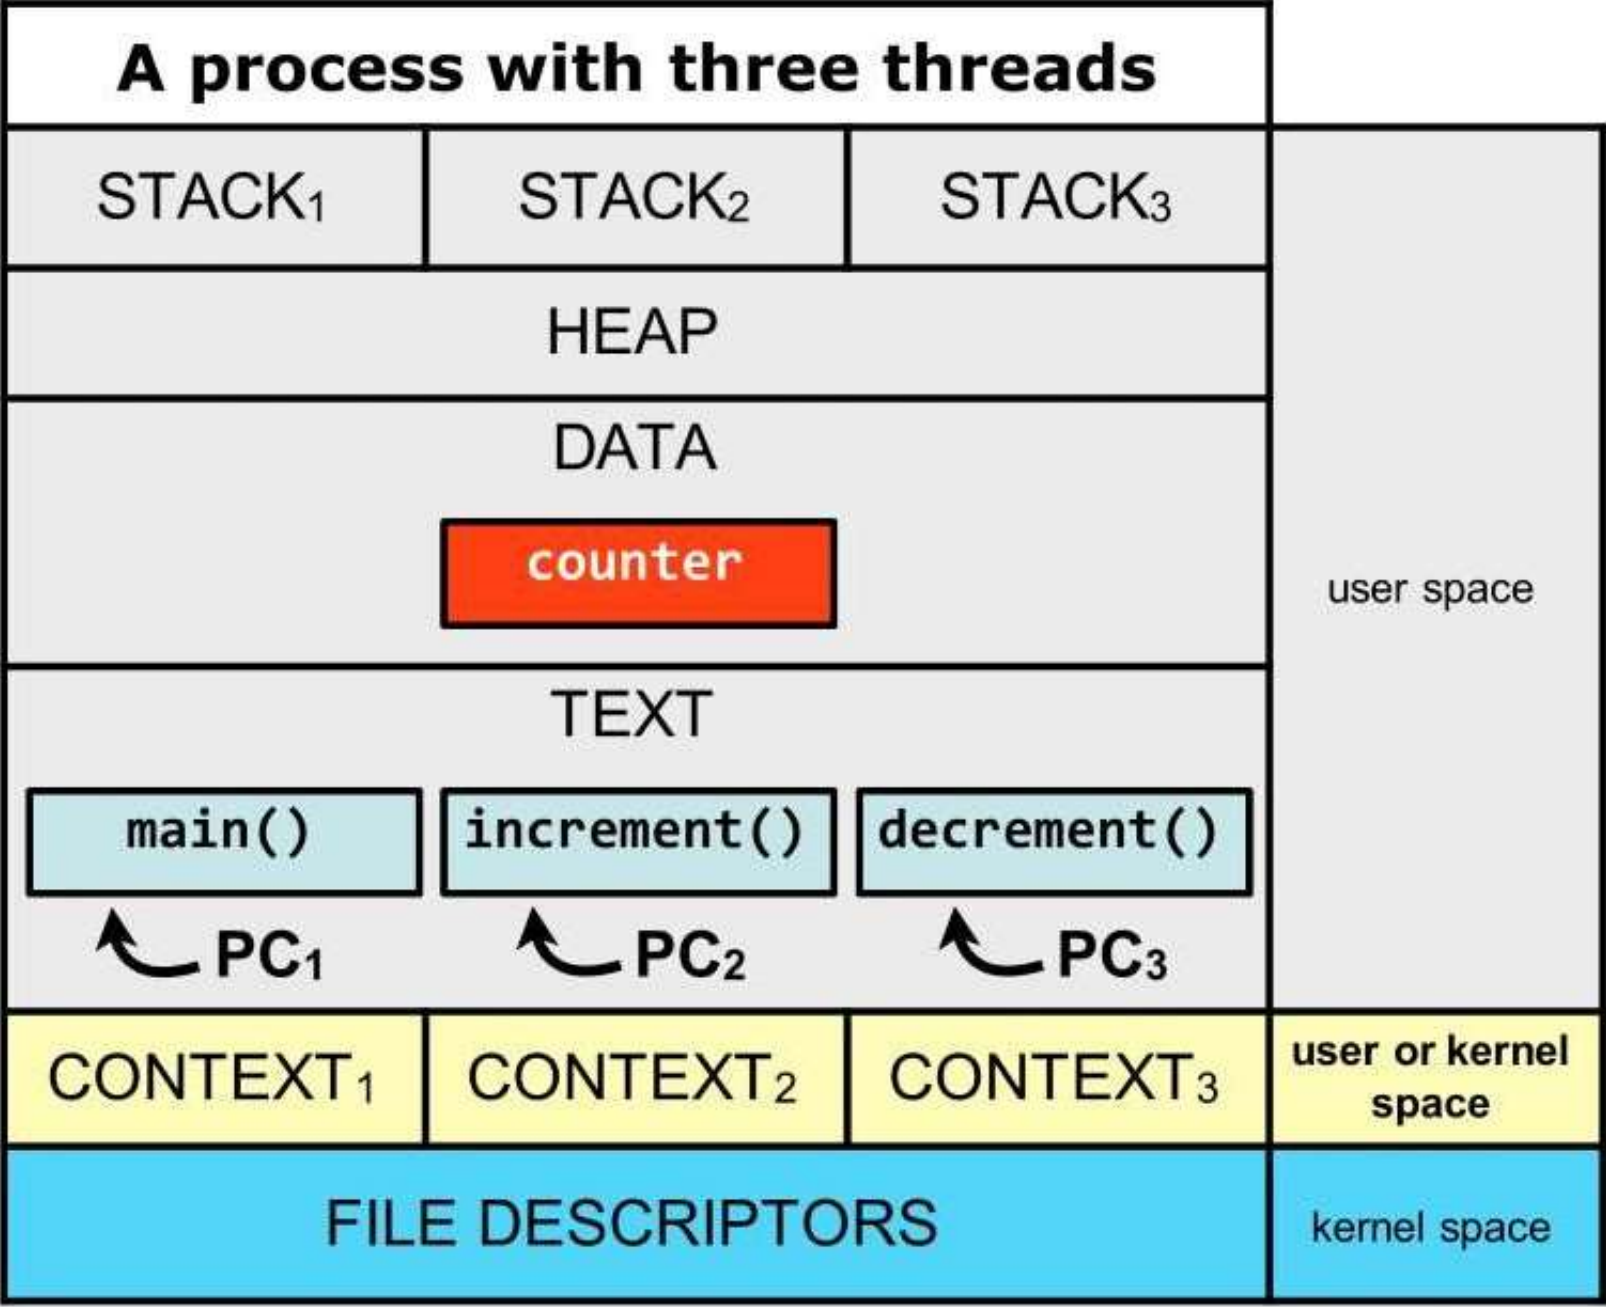 A process with three threads
STACK₁ STACK₂ STACK₃
HEAP
DATA
counter
user space
TEXT
main() increment() decrement()
PC₁ PC₂ PC₃
CONTEXT₁ CONTEXT₂ CONTEXT₃
user or kernel
space
FILE DESCRIPTORS
kernel space